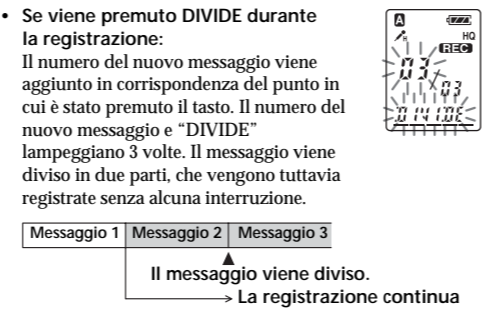 • Se viene premuto DIVIDE durante
la registrazione:
Il numero del nuovo messaggio viene
aggiunto in corrispondenza del punto in
cui è stato premuto il tasto. Il numero del
nuovo messaggio e “DIVIDE”
lampeggiano 3 volte. Il messaggio viene
diviso in due parti, che vengono tuttavia
registrate senza alcuna interruzione.
A
H HQ
REC
03
03
Messaggio 1 Messaggio 2 Messaggio 3
Il messaggio viene diviso.
La registrazione continua